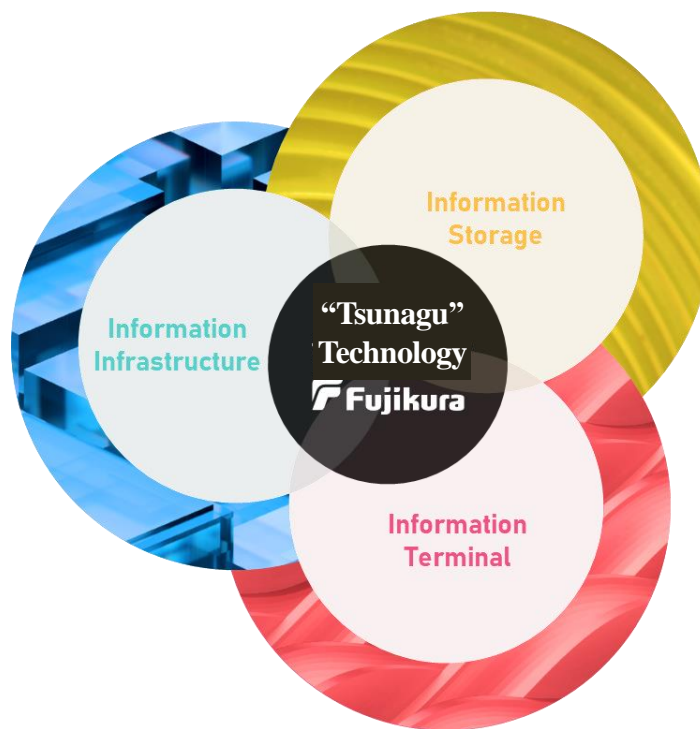 Information
Storage
Information
Infrastructure
“Tsunagu”
Technology
Fujikura
Information
Terminal